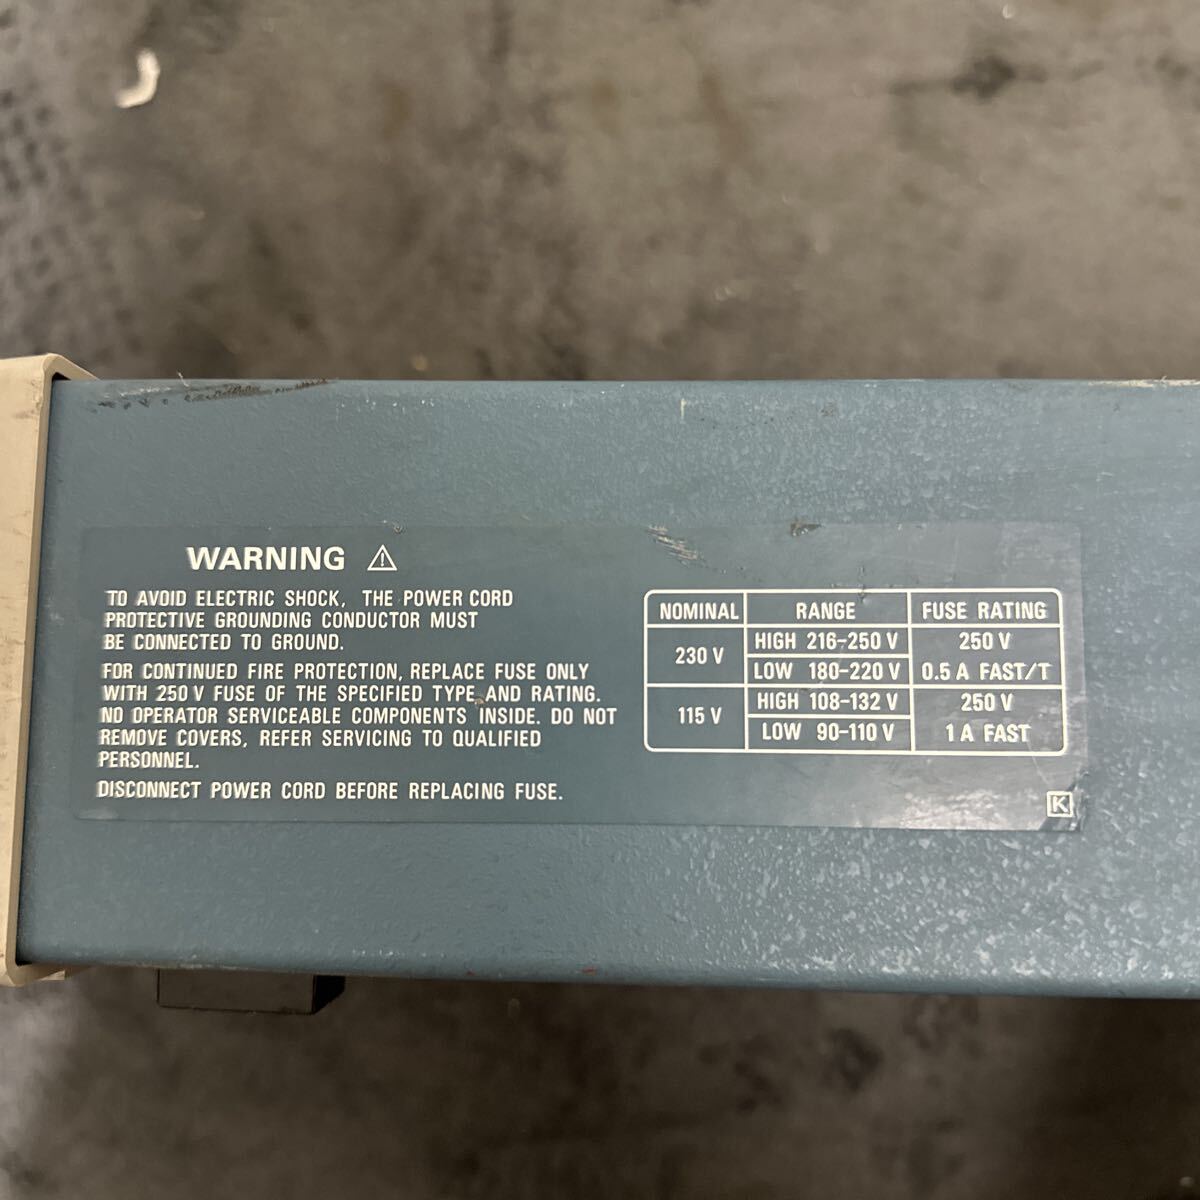 WARNING ⚠
TO AVOID ELECTRIC SHOCK, THE POWER CORD
PROTECTIVE GROUNDING CONDUCTOR MUST
BE CONNECTED TO GROUND.
FOR CONTINUED FIRE PROTECTION, REPLACE FUSE ONLY
WITH 250 V FUSE OF THE SPECIFIED TYPE AND RATING.
NO OPERATOR SERVICEABLE COMPONENTS INSIDE. DO NOT
REMOVE COVERS, REFER SERVICING TO QUALIFIED
PERSONNEL.
DISCONNECT POWER CORD BEFORE REPLACING FUSE.
NOMINAL RANGE FUSE RATING
230 V
HIGH 216-250 V
LOW 180-220 V
250 V
0.5 A FAST/T
115 V
HIGH 108-132 V
LOW 90-110 V
250 V
1 A FAST
K